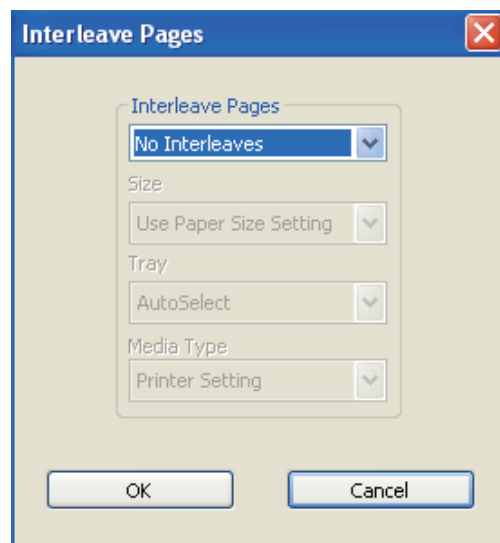 Interleave Pages
Interleave Pages
No Interleaves
Size
Use Paper Size Setting
Tray
AutoSelect
Media Type
Printer Setting
OK Cancel